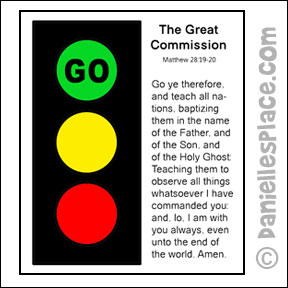 GO
The Great
Commission
Matthew 28:19-20
Go ye therefore,
and teach all na-
tions, baptizing
them in the name
of the Father, and
of the Son, and
of the Holy Ghost:
Teaching them to
observe all things
whatsoever I have
commanded you:
and, lo, I am with
you always, even
unto the end of
the world. Amen.
©DaniellesPlace.com